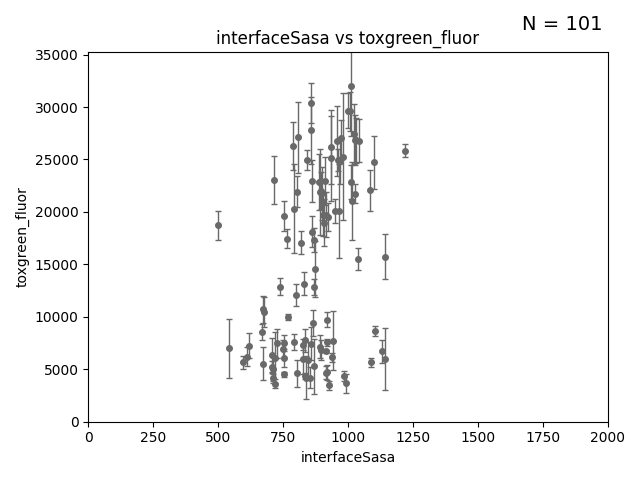 N = 101
interfaceSasa vs toxgreen_fluor
toxgreen_fluor
35000
30000
25000
20000
15000
10000
5000
0
0 250 500 750 1000 1250 1500 1750 2000
interfaceSasa